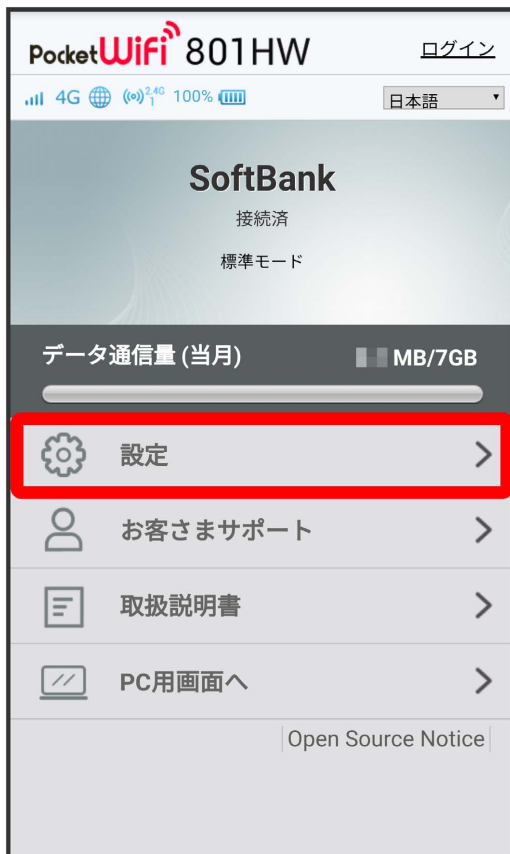 PocketWiFi 801HW ログイン
4G 2.4G 1 100% 日本語
SoftBank
接続済
標準モード
データ通信量 (当月) MB/7GB
設定
お客さまサポート
取扱説明書
PC用画面へ
Open Source Notice